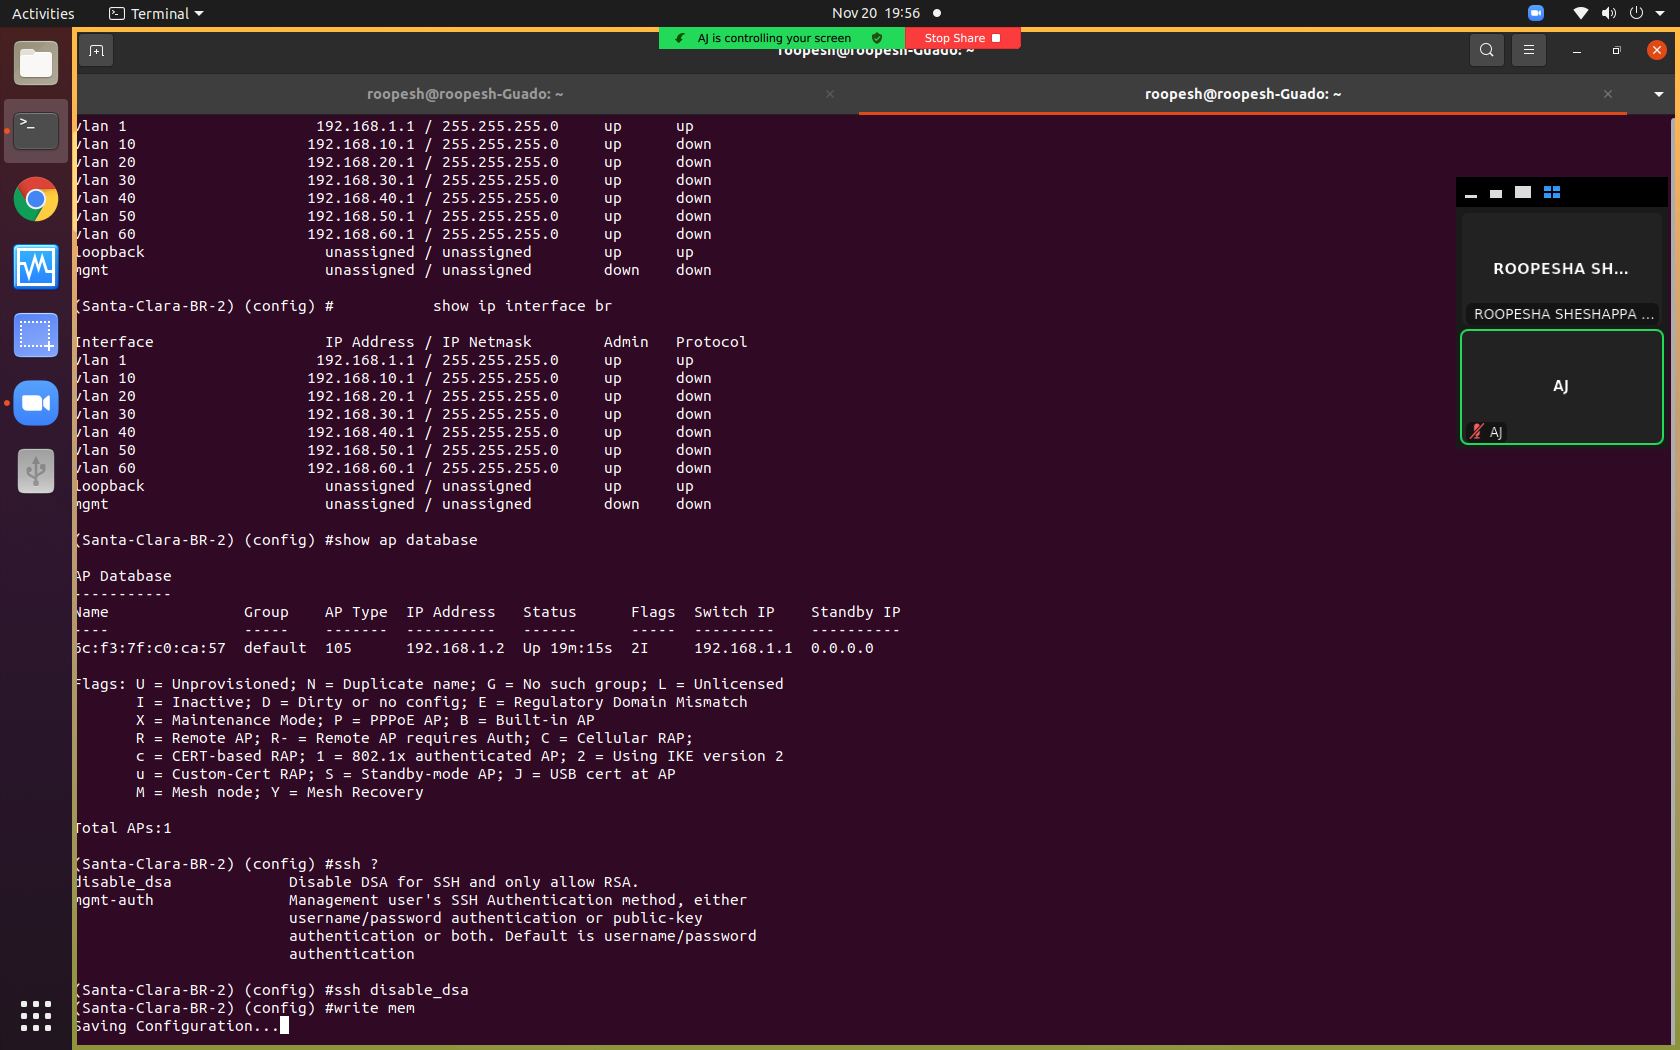 Activities Terminal Nov 20 19:56
AJ is controlling your screen Stop Share
roopesh@roopesh-Guado: ~
roopesh@roopesh-Guado: ~ roopesh@roopesh-Guado: ~
vlan 1 192.168.1.1 / 255.255.255.0 up up
vlan 10 192.168.10.1 / 255.255.255.0 up down
vlan 20 192.168.20.1 / 255.255.255.0 up down
vlan 30 192.168.30.1 / 255.255.255.0 up down
vlan 40 192.168.40.1 / 255.255.255.0 up down
vlan 50 192.168.50.1 / 255.255.255.0 up down
vlan 60 192.168.60.1 / 255.255.255.0 up down
loopback unassigned / unassigned up up
mgmt unassigned / unassigned down down
(Santa-Clara-BR-2) (config) # show ip interface br
Interface IP Address / IP Netmask Admin Protocol
vlan 1 192.168.1.1 / 255.255.255.0 up up
vlan 10 192.168.10.1 / 255.255.255.0 up down
vlan 20 192.168.20.1 / 255.255.255.0 up down
vlan 30 192.168.30.1 / 255.255.255.0 up down
vlan 40 192.168.40.1 / 255.255.255.0 up down
vlan 50 192.168.50.1 / 255.255.255.0 up down
vlan 60 192.168.60.1 / 255.255.255.0 up down
loopback unassigned / unassigned up up
mgmt unassigned / unassigned down down
(Santa-Clara-BR-2) (config) #show ap database
AP Database
-----------
Name Group AP Type IP Address Status Flags Switch IP Standby IP
---- ----- ------- ---------- ------ ----- --------- ----------
6c:f3:7f:c0:ca:57 default 105 192.168.1.2 Up 19m:15s 2I 192.168.1.1 0.0.0.0
Flags: U = Unprovisioned; N = Duplicate name; G = No such group; L = Unlicensed
I = Inactive; D = Dirty or no config; E = Regulatory Domain Mismatch
X = Maintenance Mode; P = PPPoE AP; B = Built-in AP
R = Remote AP; R- = Remote AP requires Auth; C = Cellular RAP;
c = CERT-based RAP; 1 = 802.1x authenticated AP; 2 = Using IKE version 2
u = Custom-Cert RAP; S = Standby-mode AP; J = USB cert at AP
M = Mesh node; Y = Mesh Recovery
Total APs:1
(Santa-Clara-BR-2) (config) #ssh ?
disable_dsa Disable DSA for SSH and only allow RSA.
mgmt-auth Management user's SSH Authentication method, either
username/password authentication or public-key
authentication or both. Default is username/password
authentication
(Santa-Clara-BR-2) (config) #ssh disable_dsa
(Santa-Clara-BR-2) (config) #write mem
Saving Configuration...
ROOPESHA SH...
ROOPESHA SHESHAPPA ...
AJ
AJ